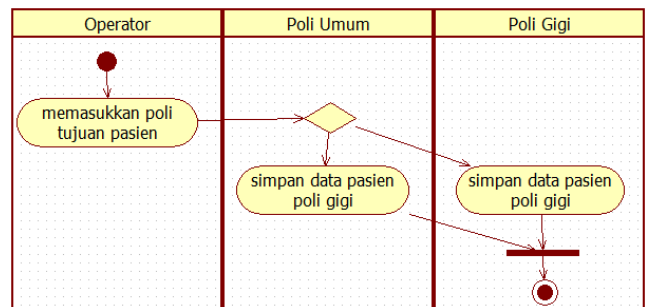 Operator
Poli Umum
Poli Gigi
memasukkan poli
tujuan pasien
simpan data pasien
poli gigi
simpan data pasien
poli gigi